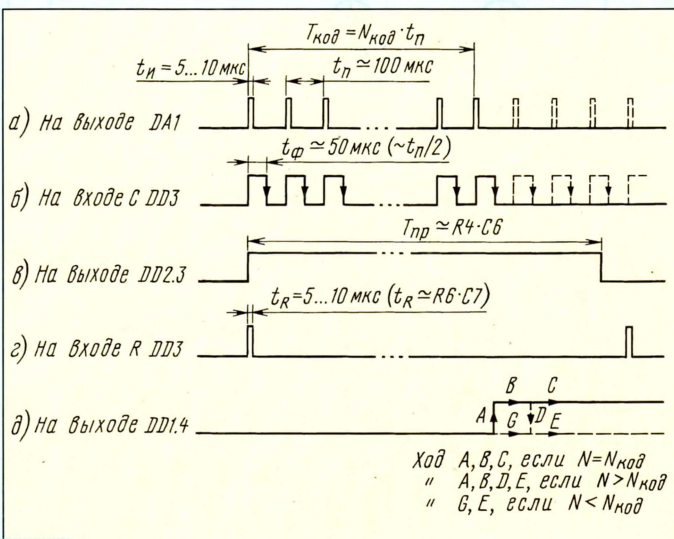 Tкод=Nкод·tп
tи=5...10 мкс
tп≃100 мкс
а) На выходе DA1
tф≃50 мкс (~tп/2)
б) На входе С DD3
Tпр≃R4·C6
в) На выходе DD2.3
tR=5...10 мкс (tR≃R6·C7)
г) На входе R DD3
B C
A D
G E
д) На выходе DD1.4
Ход A, B, C, если N=Nкод
" A, B, D, E, если N>Nкод
" G, E, если N<Nкод